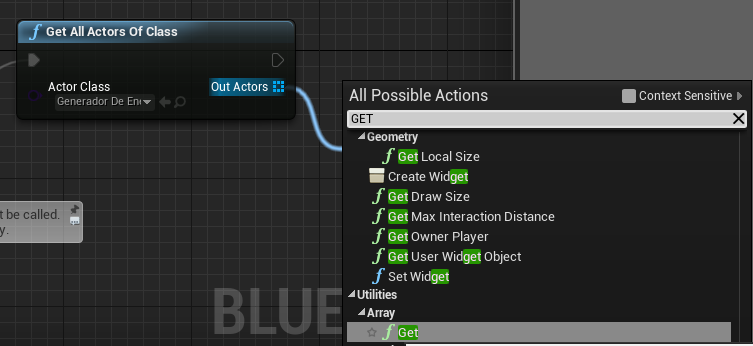 Get All Actors Of Class
Actor Class
Out Actors
Generador De Ene
All Possible Actions
Context Sensitive
GET
Geometry
Get Local Size
Create Widget
Get Draw Size
Get Max Interaction Distance
Get Owner Player
Get User Widget Object
Set Widget
Utilities
Array
Get
t be called.
y.
BLUE